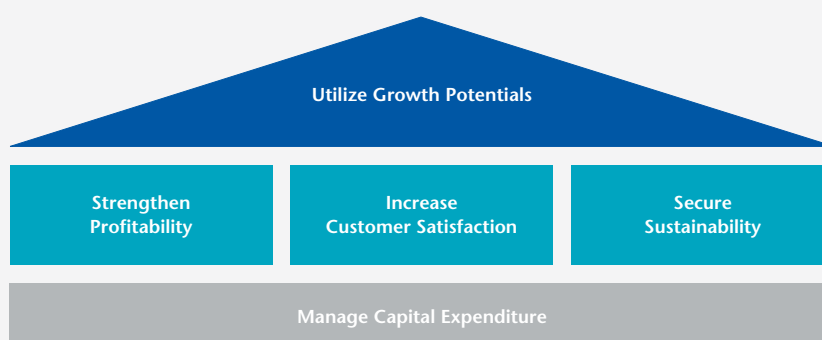 Utilize Growth Potentials
Strengthen
Profitability
Increase
Customer Satisfaction
Secure
Sustainability
Manage Capital Expenditure